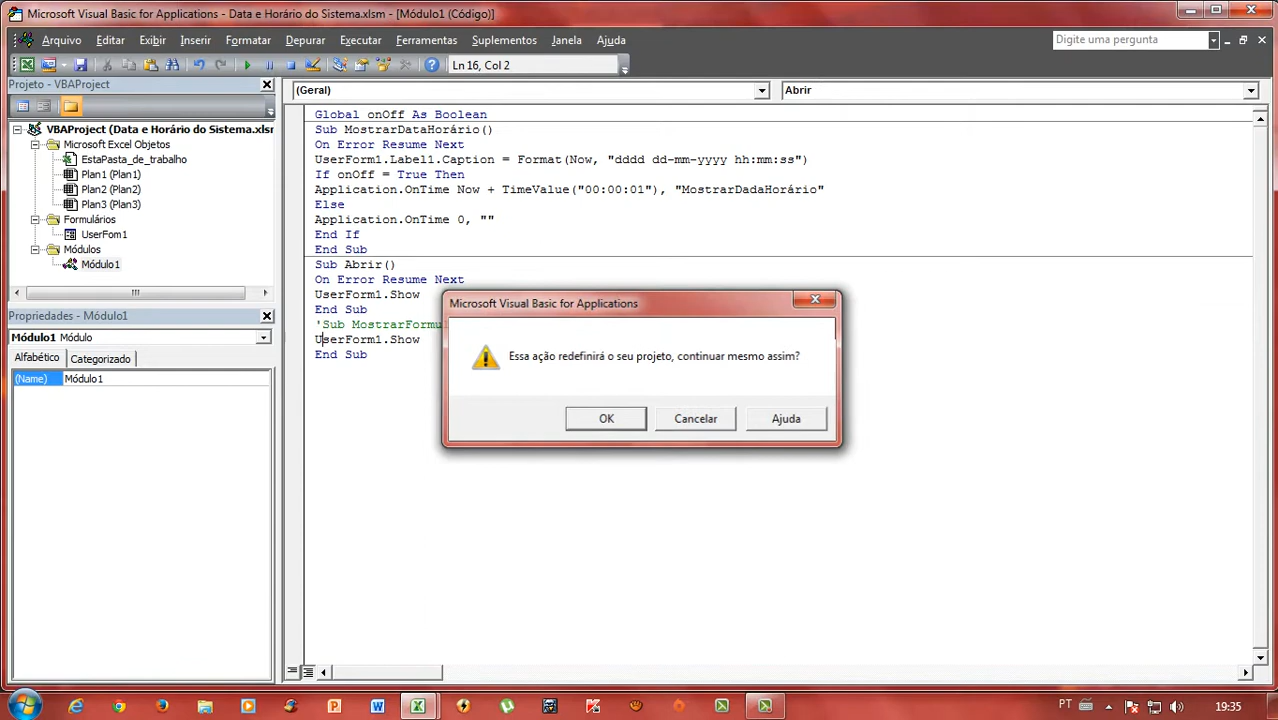 Microsoft Visual Basic for Applications - Data e Horário do Sistema.xlsm - [Módulo1 (Código)]
Arquivo Editar Exibir Inserir Formatar Depurar Executar Ferramentas Suplementos Janela Ajuda
Digite uma pergunta
Ln 16, Col 2
Projeto - VBAProject
(Geral)
Abrir
VBAProject (Data e Horário do Sistema.xlsm
Microsoft Excel Objetos
EstaPasta_de_trabalho
Plan1 (Plan1)
Plan2 (Plan2)
Plan3 (Plan3)
Formulários
UserFom1
Módulos
Módulo1
Propriedades - Módulo1
Módulo1 Módulo
Alfabético Categorizado
(Name) Módulo1
Global onOff As Boolean
Sub MostrarDataHorário()
On Error Resume Next
UserForm1.Label1.Caption = Format(Now, "dddd dd-mm-yyyy hh:mm:ss")
If onOff = True Then
Application.OnTime Now + TimeValue("00:00:01"), "MostrarDadaHorário"
Else
Application.OnTime 0, ""
End If
End Sub
Sub Abrir()
On Error Resume Next
UserForm1.Show
End Sub
'Sub MostrarFormu
UserForm1.Show
End Sub
Microsoft Visual Basic for Applications
Essa ação redefinirá o seu projeto, continuar mesmo assim?
OK Cancelar Ajuda
PT
19:35